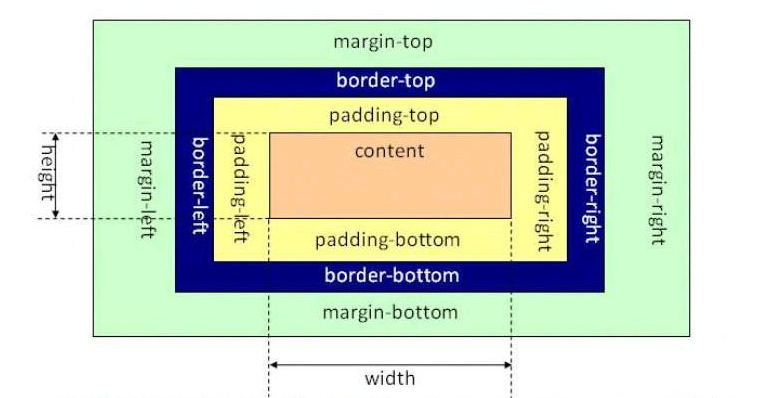 margin-top
border-top
padding-top
content
height
margin-left
border-left
padding-left
padding-right
border-right
margin-right
padding-bottom
border-bottom
margin-bottom
width